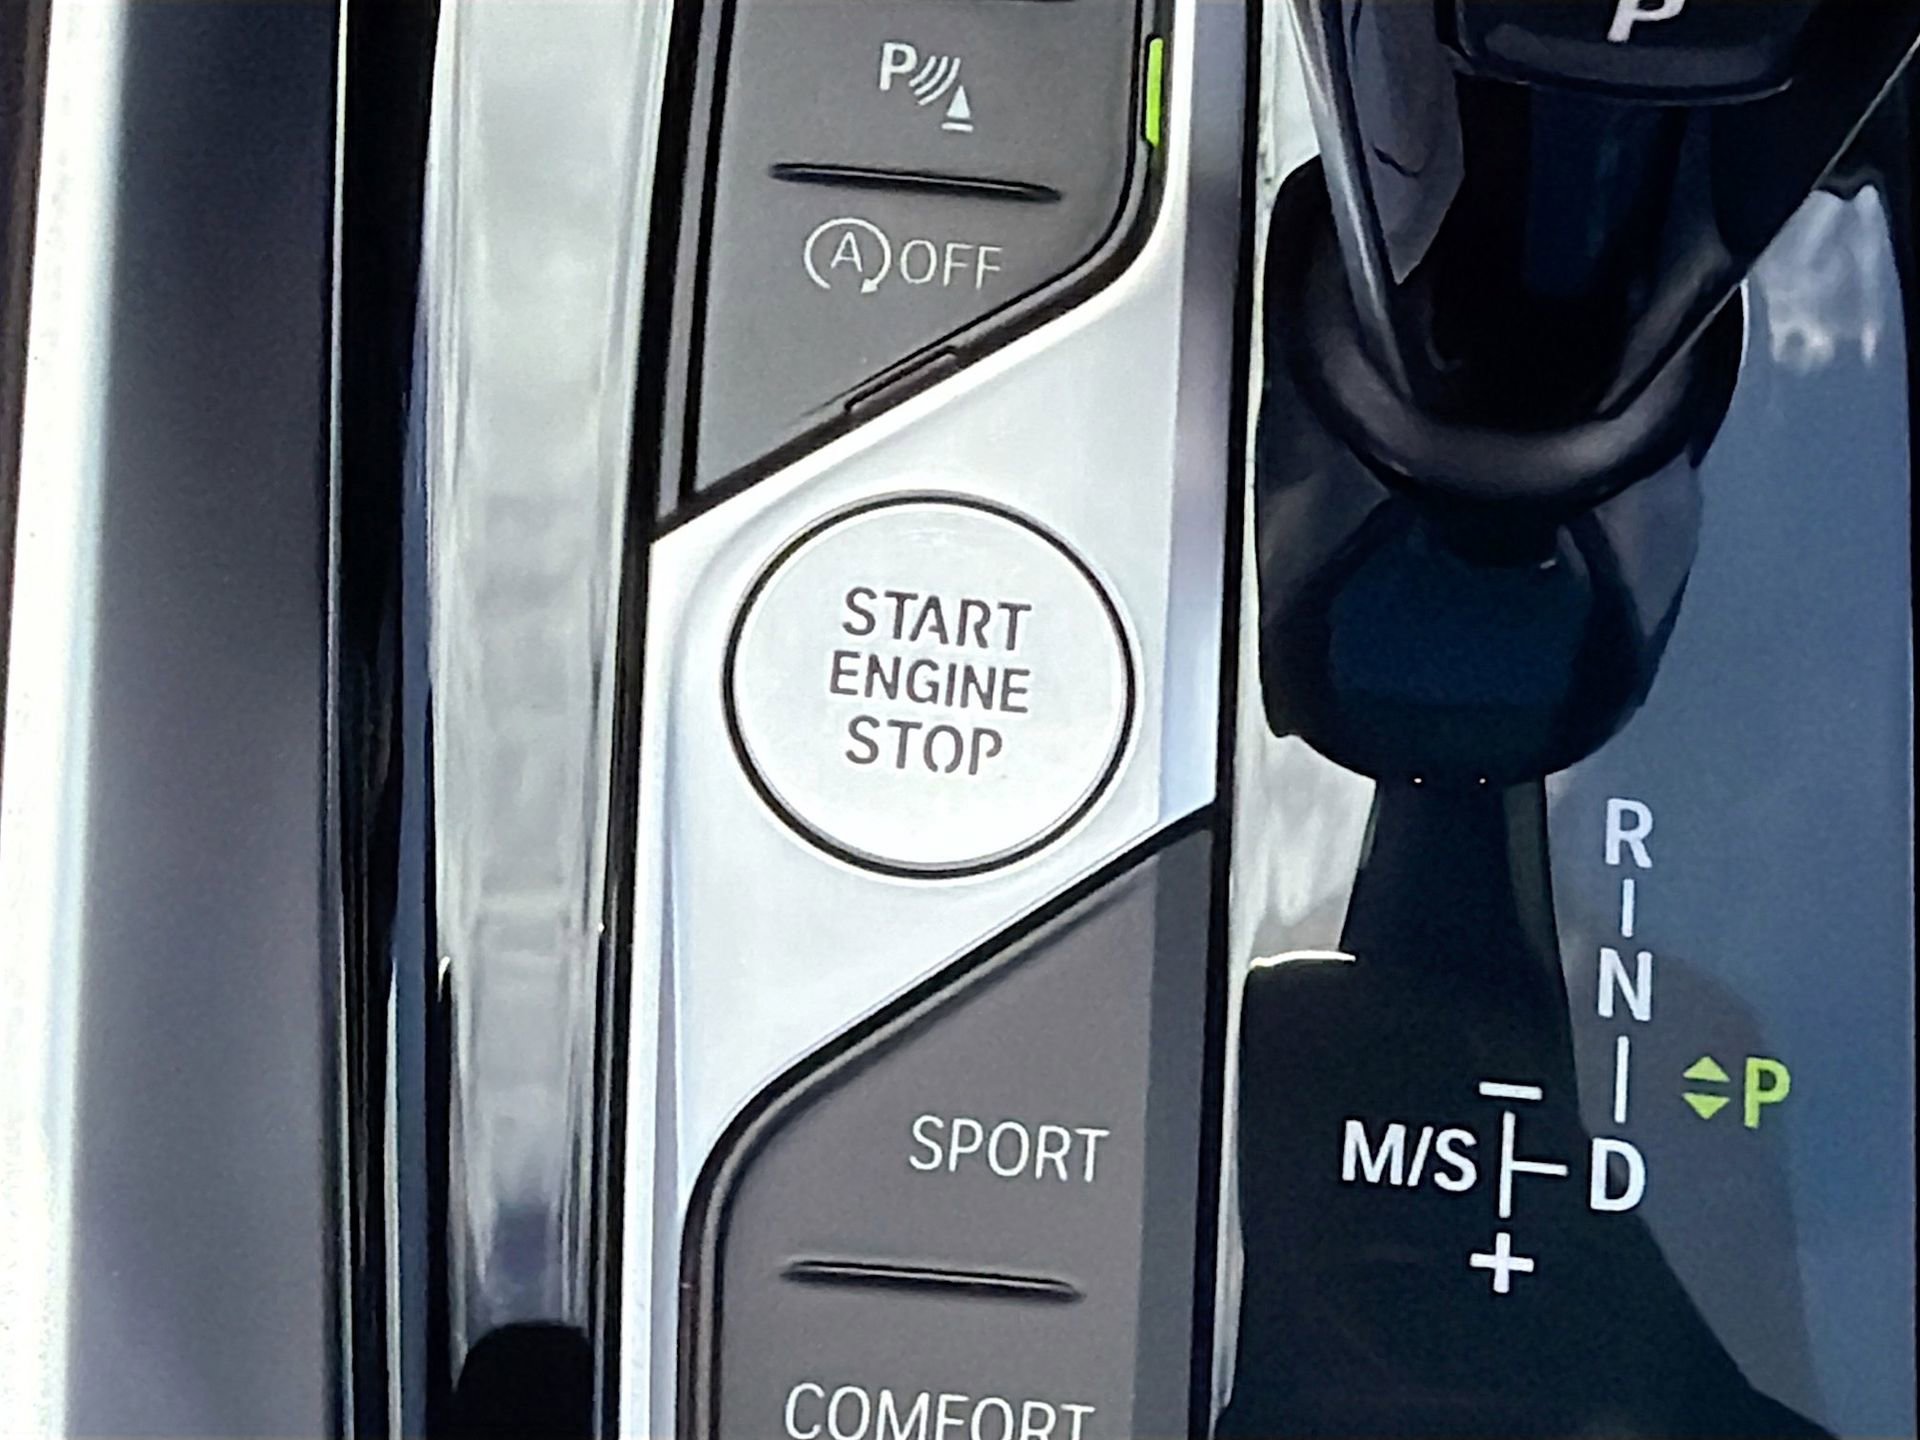 P
P
A OFF
START
ENGINE
STOP
SPORT
COMFORT
R
N
P
M/S D
−
+